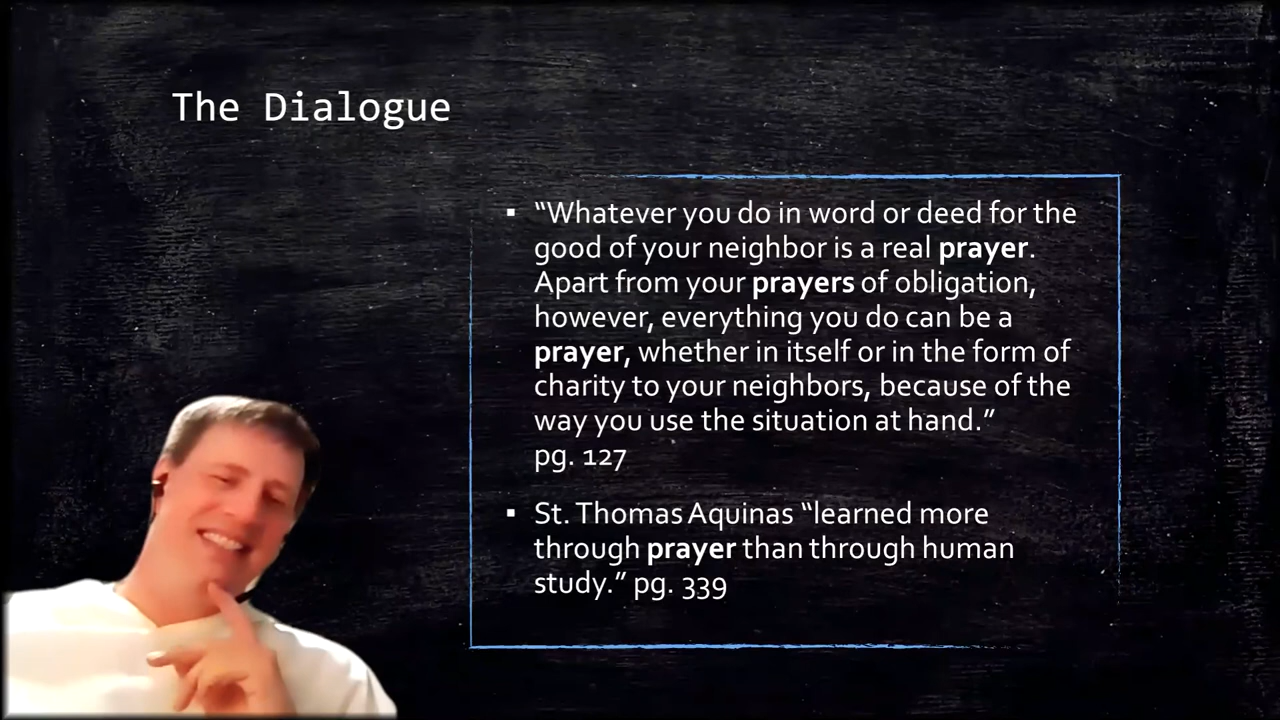 The Dialogue
▪ “Whatever you do in word or deed for the
good of your neighbor is a real prayer.
Apart from your prayers of obligation,
however, everything you do can be a
prayer, whether in itself or in the form of
charity to your neighbors, because of the
way you use the situation at hand.”
pg. 127
▪ St. Thomas Aquinas “learned more
through prayer than through human
study.” pg. 339